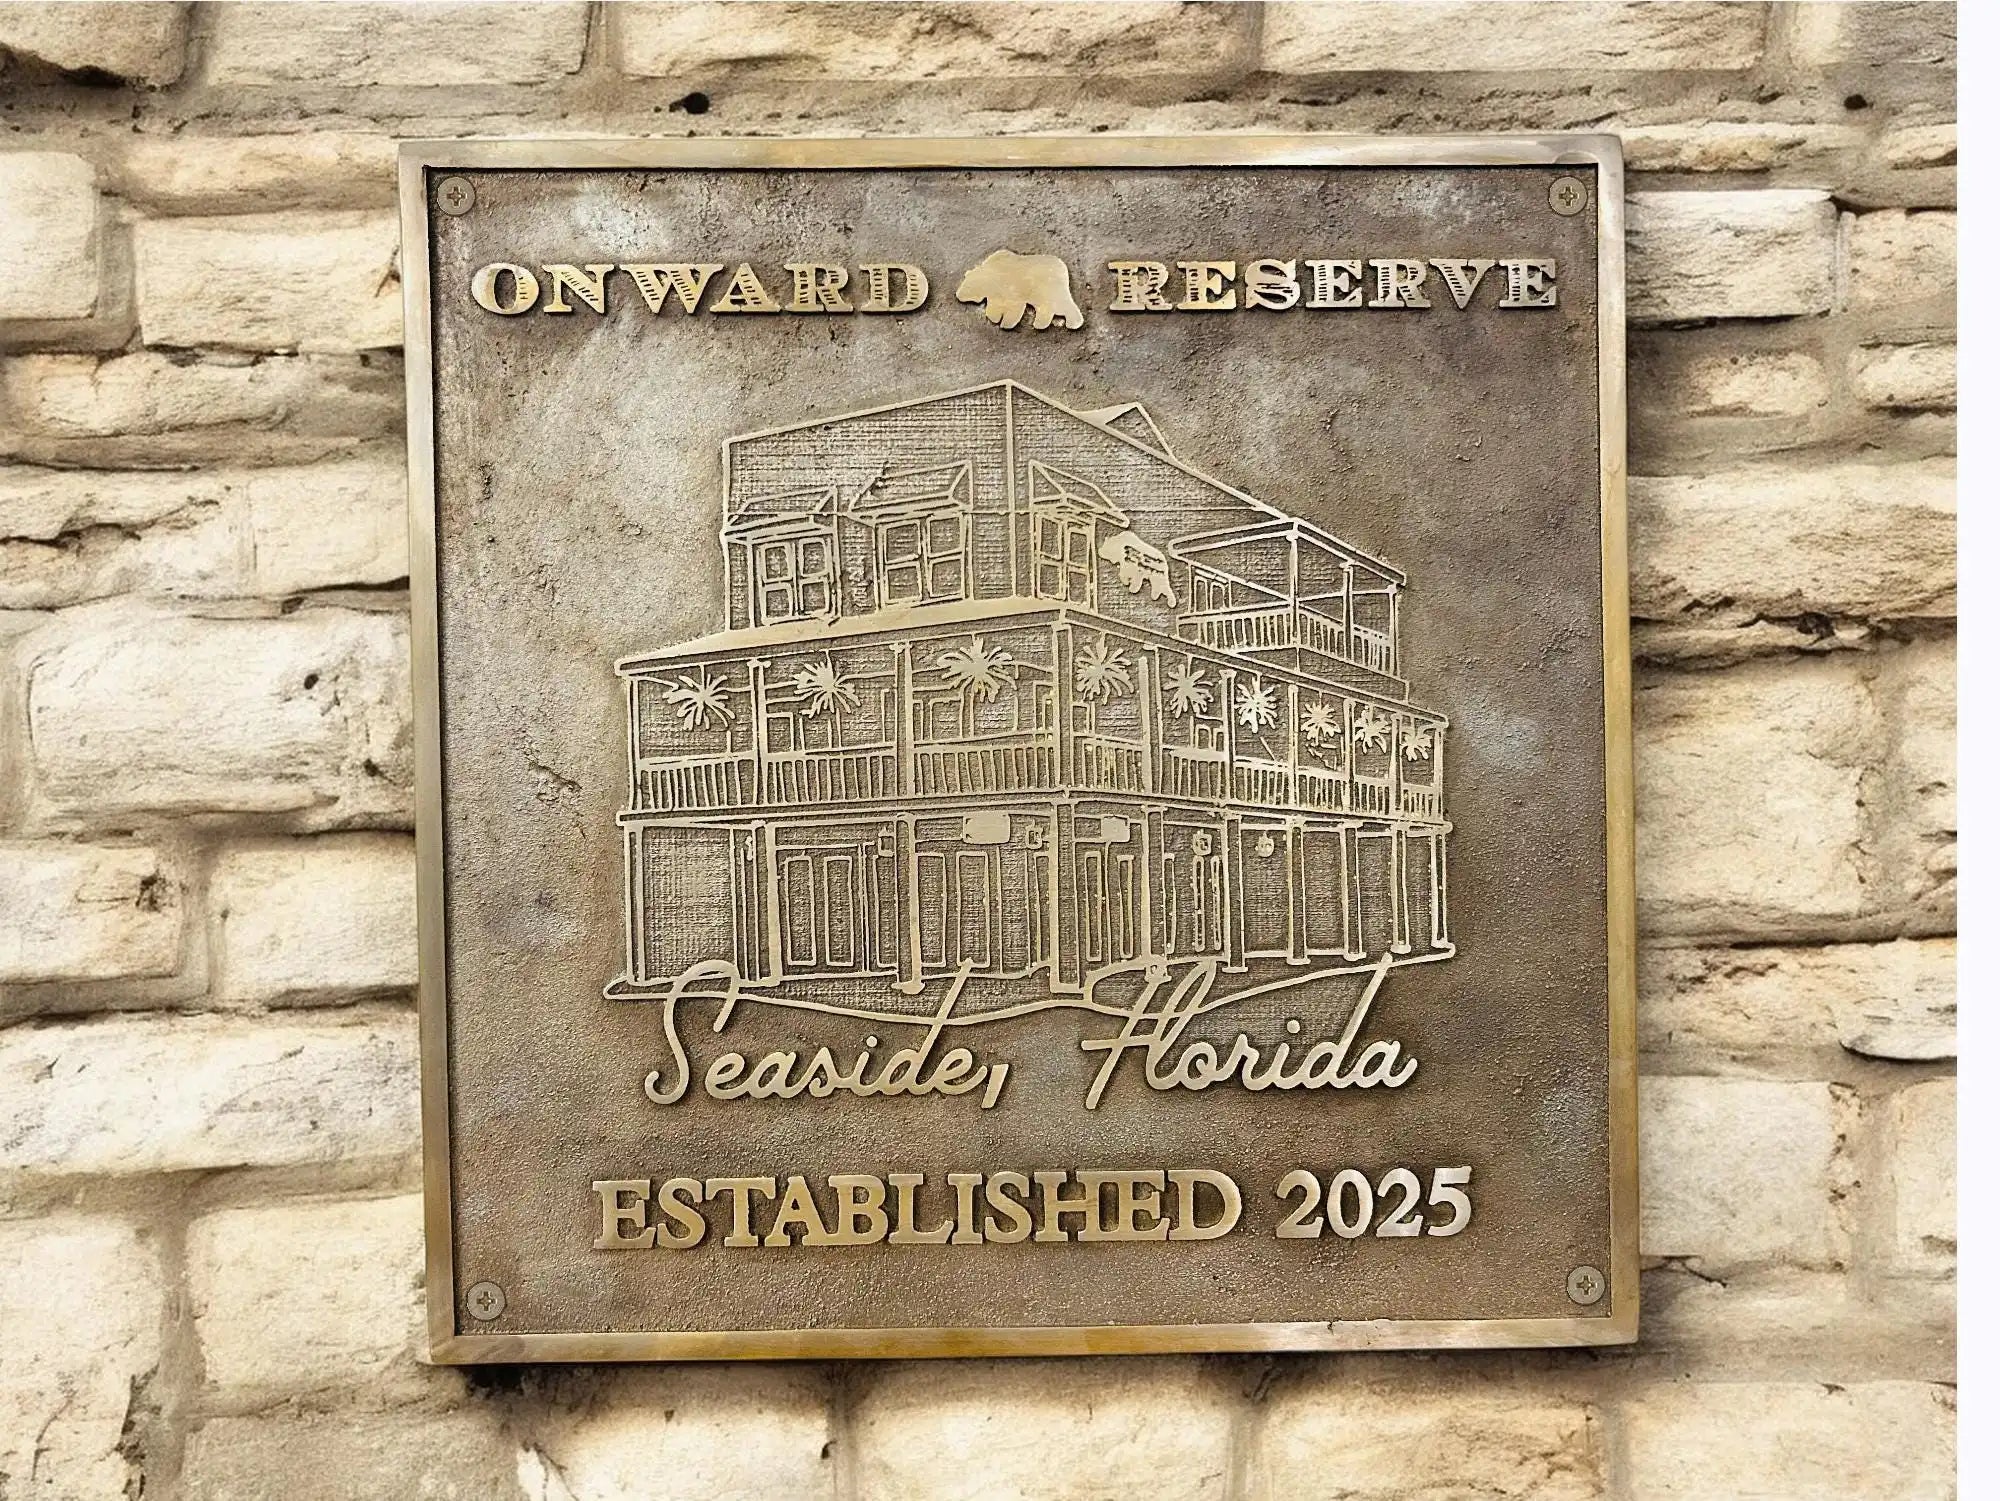 ONWARD RESERVE
Seaside, Florida
ESTABLISHED 2025